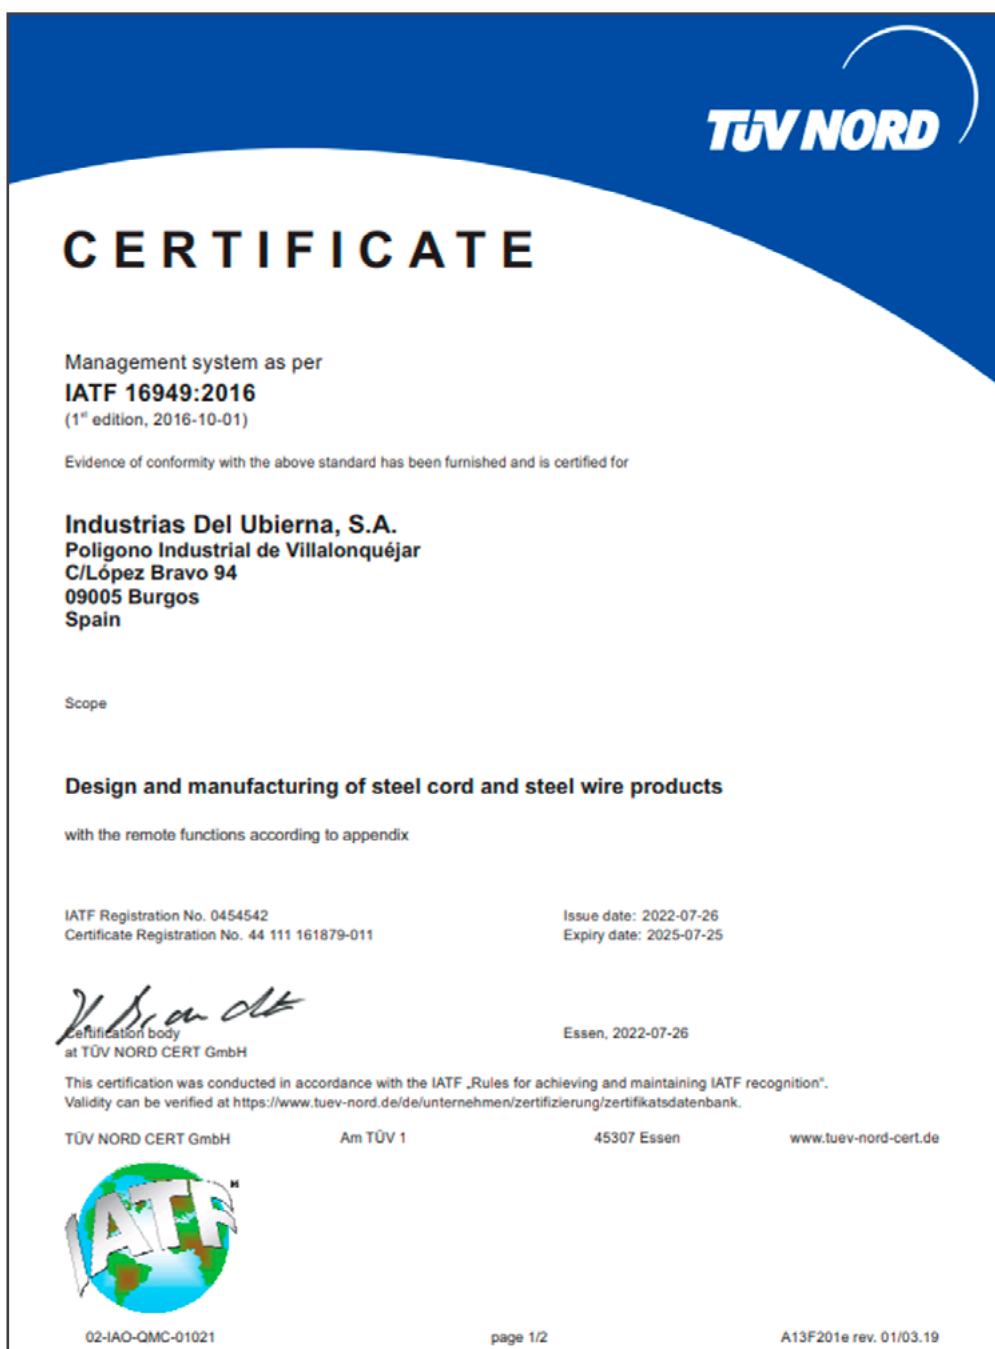 TÜV NORD
CERTIFICATE
Management system as per
IATF 16949:2016
(1st edition, 2016-10-01)
Evidence of conformity with the above standard has been furnished and is certified for
Industrias Del Ubierna, S.A.
Poligono Industrial de Villalonquéjar
C/López Bravo 94
09005 Burgos
Spain
Scope
Design and manufacturing of steel cord and steel wire products
with the remote functions according to appendix
IATF Registration No. 0454542
Certificate Registration No. 44 111 161879-011
Issue date: 2022-07-26
Expiry date: 2025-07-25
Certification body
at TÜV NORD CERT GmbH
Essen, 2022-07-26
This certification was conducted in accordance with the IATF „Rules for achieving and maintaining IATF recognition".
Validity can be verified at https://www.tuev-nord.de/de/unternehmen/zertifizierung/zertifikatsdatenbank.
TÜV NORD CERT GmbH Am TÜV 1 45307 Essen www.tuev-nord-cert.de
IATF
02-IAO-QMC-01021 page 1/2 A13F201e rev. 01/03.19